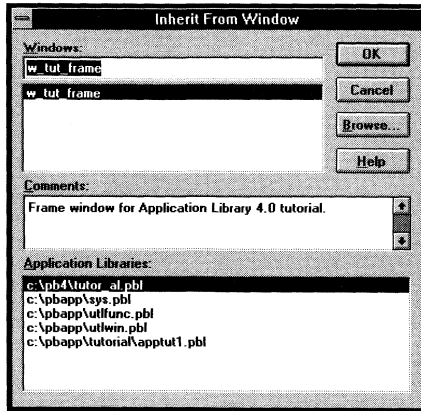 Inherit From Window
Windows:
w_tut_frame
w_tut_frame
OK
Cancel
Browse...
Help
Comments:
Frame window for Application Library 4.0 tutorial.
Application Libraries:
c:\pb4\tutor_al.pbl
c:\pbapp\sys.pbl
c:\pbapp\utlfunc.pbl
c:\pbapp\utlwin.pbl
c:\pbapp\tutorial\apptut1.pbl